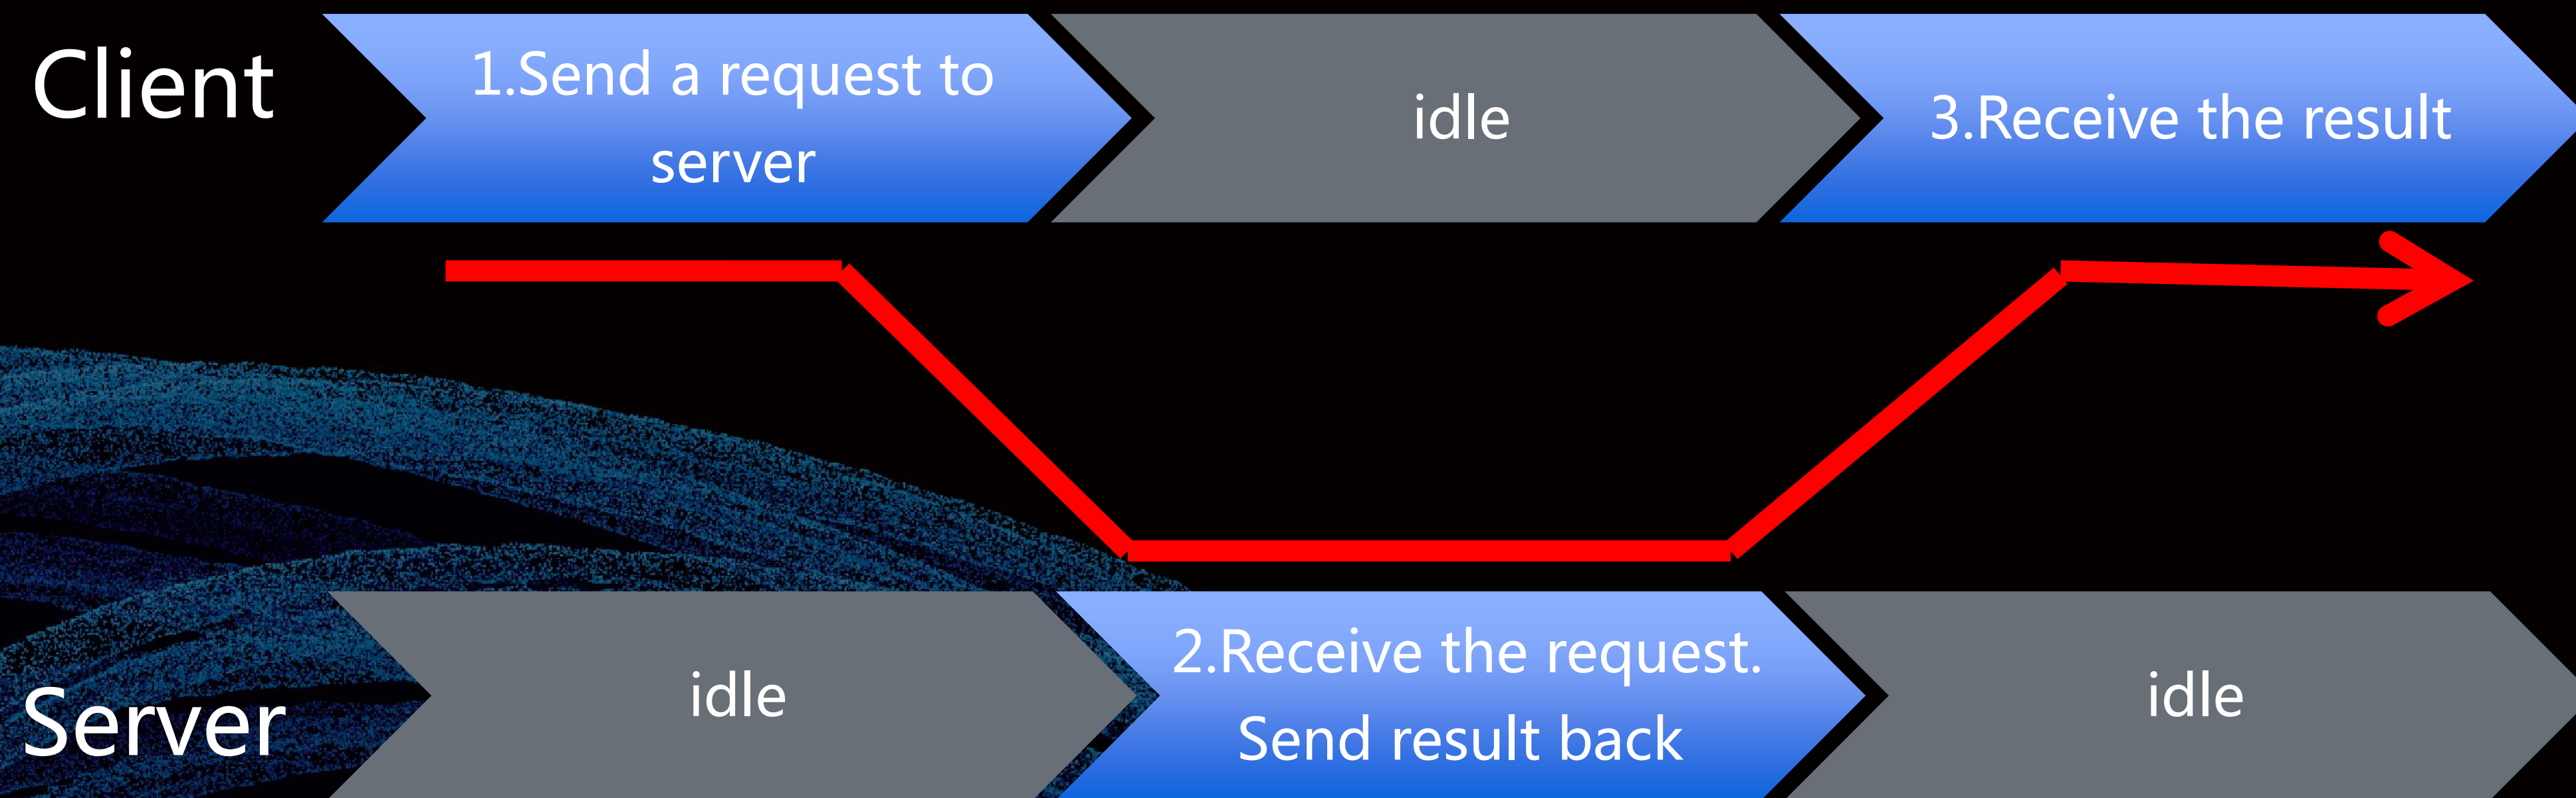 Client
1.Send a request to
server
idle
3.Receive the result
Server
idle
2.Receive the request.
Send result back
idle